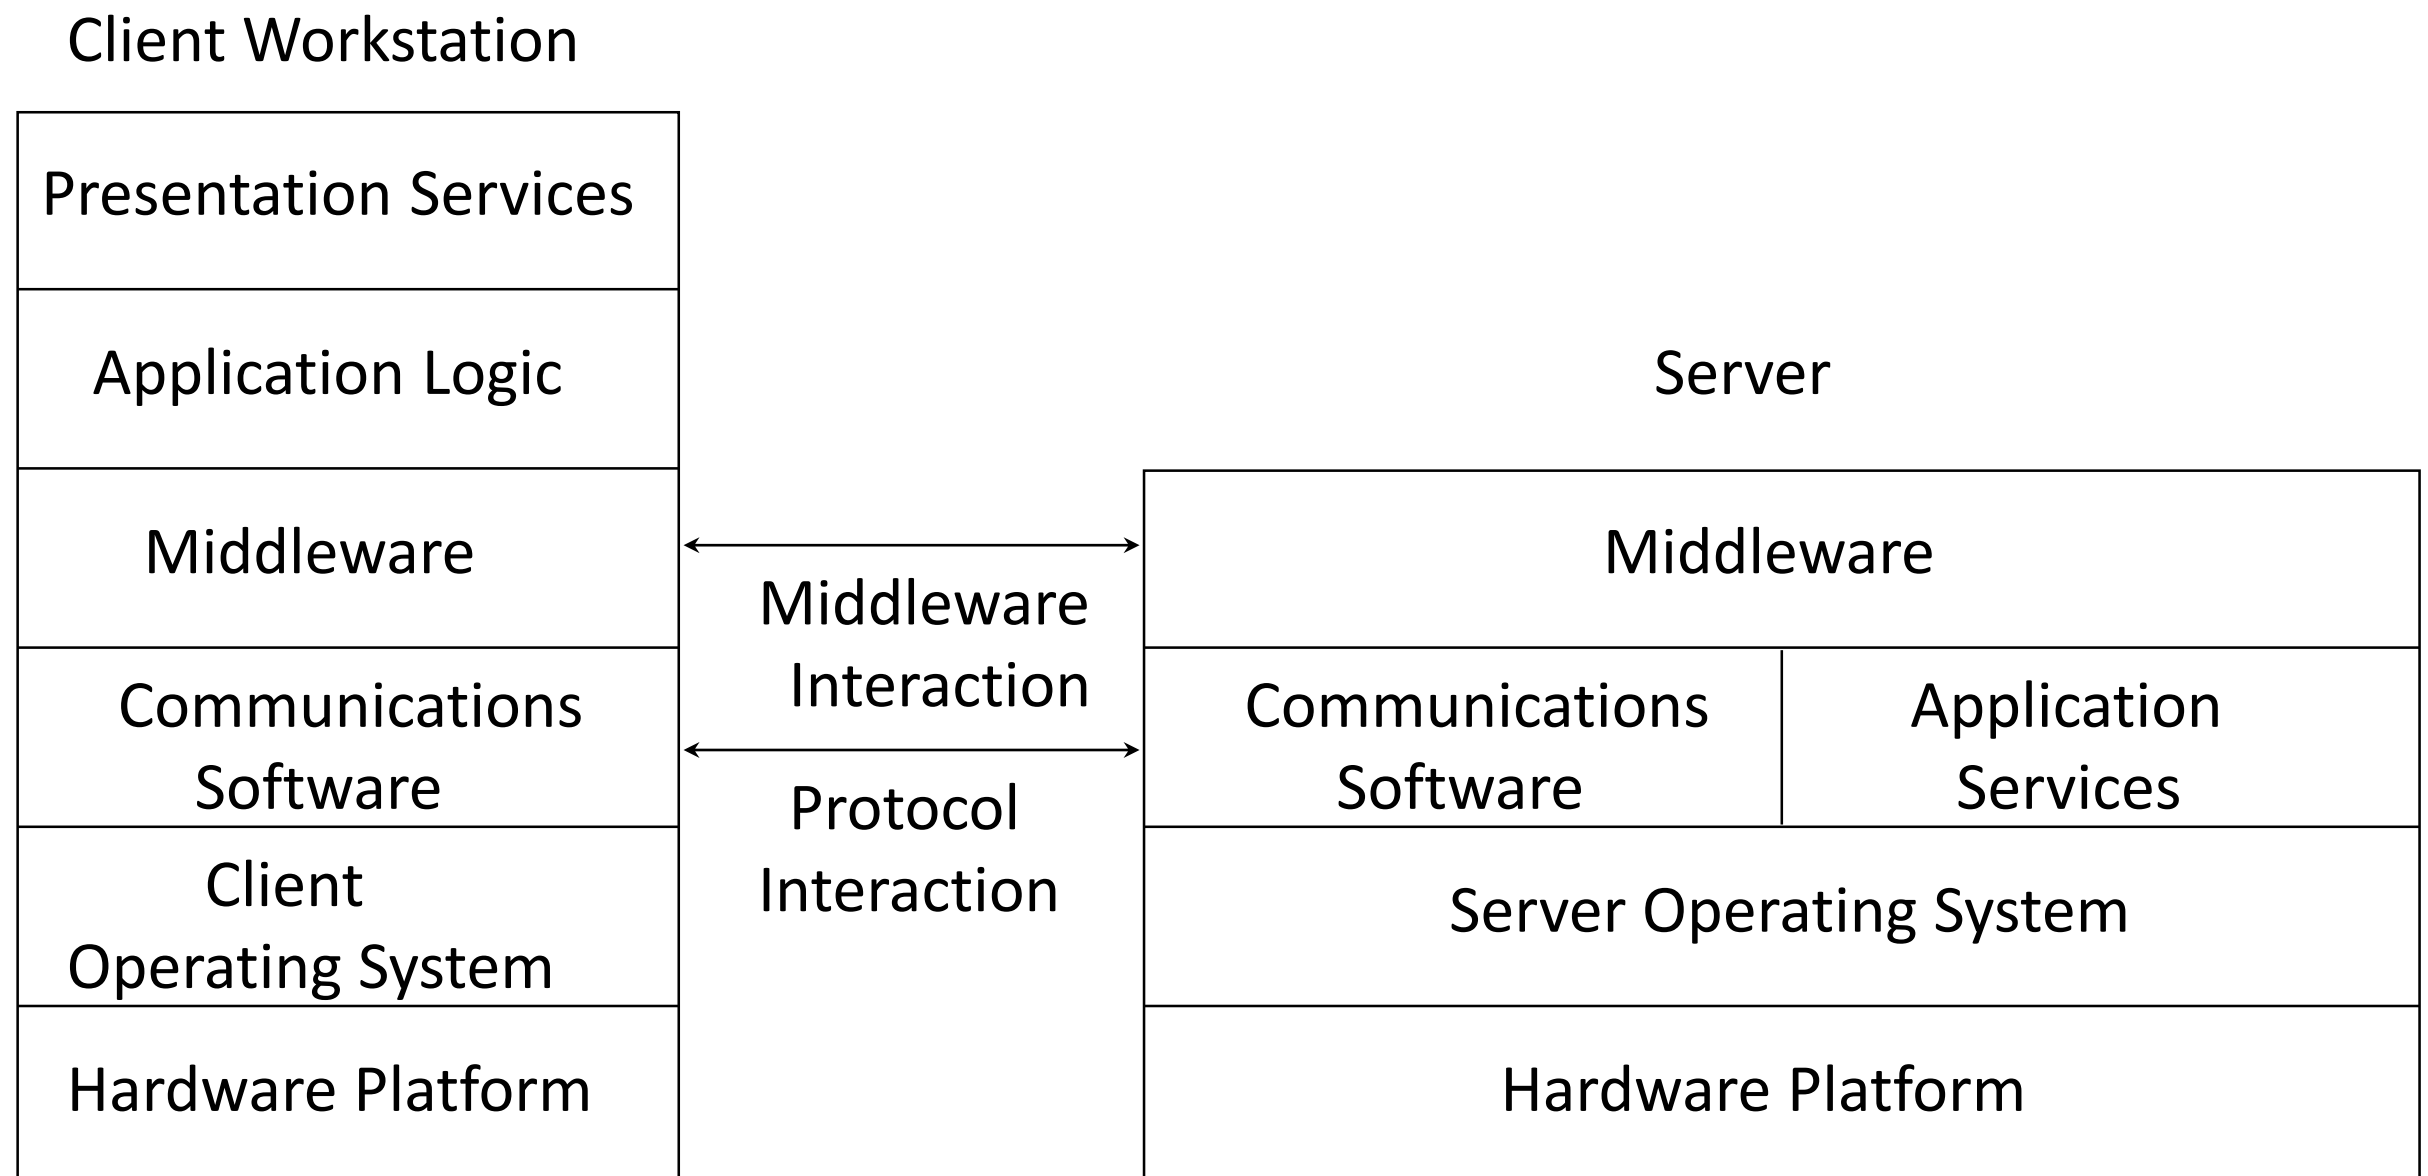 Client Workstation
Presentation Services
Application Logic
Middleware
Communications
Software
Client
Operating System
Hardware Platform
Middleware
Interaction
Protocol
Interaction
Server
Middleware
Communications
Software
Application
Services
Server Operating System
Hardware Platform